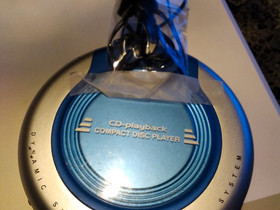 CD-playback
COMPACT DISC PLAYER
DYNAMIC
SYSTEM